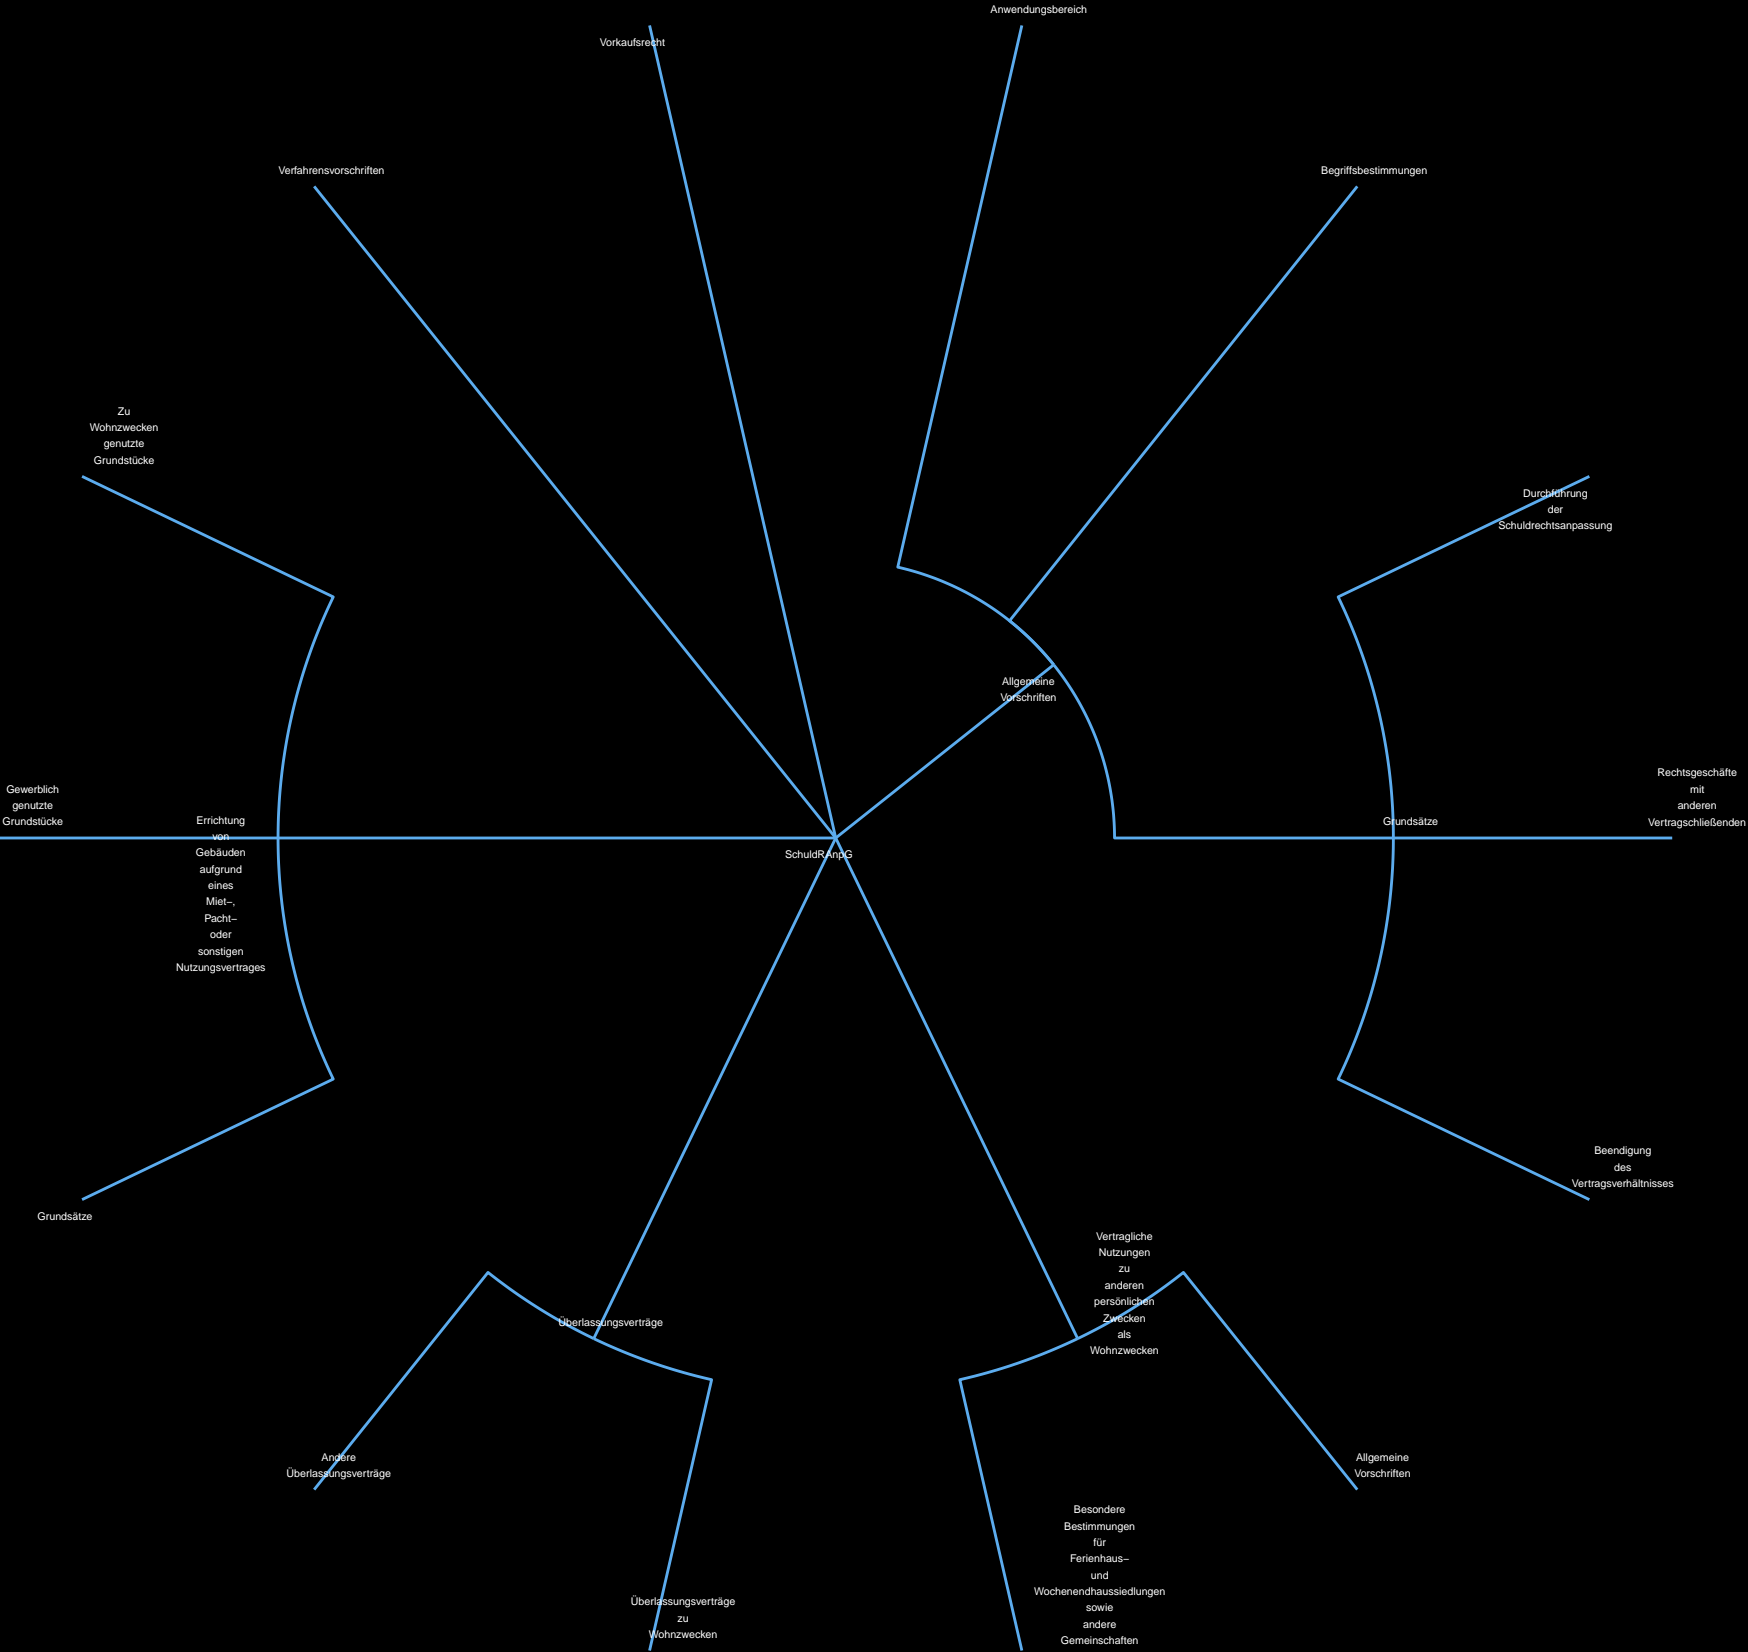 Anwendungsbereich
Vorkaufsrecht
Verfahrensvorschriften
Begriffsbestimmungen
Zu
Wohnzwecken
genutzte
Grundstücke
Durchführung
der
Schuldrechtsanpassung
Allgemeine
Vorschriften
Gewerblich
genutzte
Grundstücke
Errichtung
von
Gebäuden
aufgrund
eines
Miet–,
Pacht–
oder
sonstigen
Nutzungsvertrages
SchuldRAnpG
Grundsätze
Rechtsgeschäfte
mit
anderen
Vertragschließenden
Beendigung
des
Vertragsverhältnisses
Grundsätze
Überlassungsverträge
Vertragliche
Nutzungen
zu
anderen
persönlichen
Zwecken
als
Wohnzwecken
Andere
Überlassungsverträge
Allgemeine
Vorschriften
Überlassungsverträge
zu
Wohnzwecken
Besondere
Bestimmungen
für
Ferienhaus–
und
Wochenendhaussiedlungen
sowie
andere
Gemeinschaften